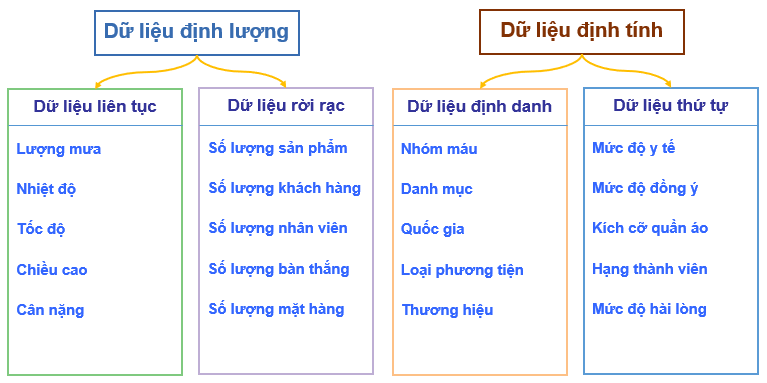 Dữ liệu định lượng
Dữ liệu định tính
Dữ liệu liên tục
Lượng mưa
Nhiệt độ
Tốc độ
Chiều cao
Cân nặng
Dữ liệu rời rạc
Số lượng sản phẩm
Số lượng khách hàng
Số lượng nhân viên
Số lượng bàn thắng
Số lượng mặt hàng
Dữ liệu định danh
Nhóm máu
Danh mục
Quốc gia
Loại phương tiện
Thương hiệu
Dữ liệu thứ tự
Mức độ y tế
Mức độ đồng ý
Kích cỡ quần áo
Hạng thành viên
Mức độ hài lòng